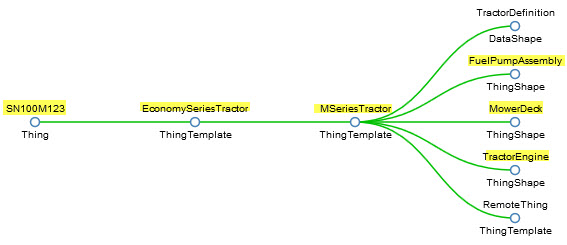 TractorDefinition
DataShape
FuelPumpAssembly
ThingShape
SN100M123
Thing
EconomySeriesTractor
ThingTemplate
MSeriesTractor
ThingTemplate
MowerDeck
ThingShape
TractorEngine
ThingShape
RemoteThing
ThingTemplate